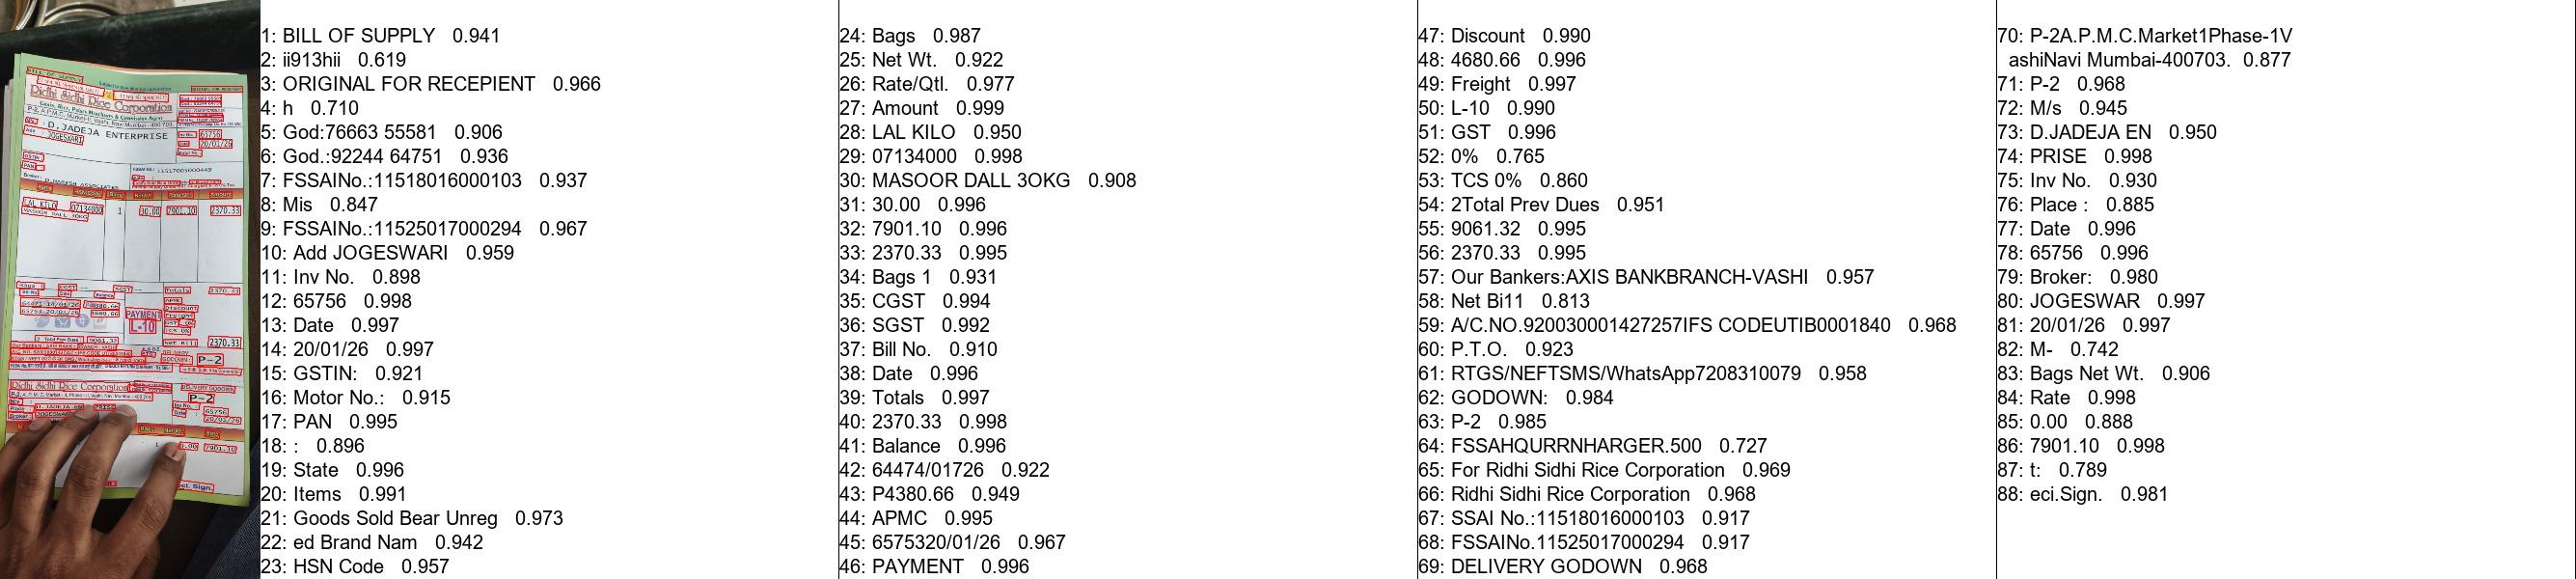 1: BILL OF SUPPLY 0.941
2: ii913hii 0.619
3: ORIGINAL FOR RECEPIENT 0.966
4: h 0.710
5: God:76663 55581 0.906
6: God.:92244 64751 0.936
7: FSSAINo.:11518016000103 0.937
8: Mis 0.847
9: FSSAINo.:11525017000294 0.967
10: Add JOGESWARI 0.959
11: Inv No. 0.898
12: 65756 0.998
13: Date 0.997
14: 20/01/26 0.997
15: GSTIN: 0.921
16: Motor No.: 0.915
17: PAN 0.995
18: : 0.896
19: State 0.996
20: Items 0.991
21: Goods Sold Bear Unreg 0.973
22: ed Brand Nam 0.942
23: HSN Code 0.957
24: Bags 0.987
25: Net Wt. 0.922
26: Rate/Qtl. 0.977
27: Amount 0.999
28: LAL KILO 0.950
29: 07134000 0.998
30: MASOOR DALL 3OKG 0.908
31: 30.00 0.996
32: 7901.10 0.996
33: 2370.33 0.995
34: Bags 1 0.931
35: CGST 0.994
36: SGST 0.992
37: Bill No. 0.910
38: Date 0.996
39: Totals 0.997
40: 2370.33 0.998
41: Balance 0.996
42: 64474/01726 0.922
43: P4380.66 0.949
44: APMC 0.995
45: 6575320/01/26 0.967
46: PAYMENT 0.996
47: Discount 0.990
48: 4680.66 0.996
49: Freight 0.997
50: L-10 0.990
51: GST 0.996
52: 0% 0.765
53: TCS 0% 0.860
54: 2Total Prev Dues 0.951
55: 9061.32 0.995
56: 2370.33 0.995
57: Our Bankers:AXIS BANKBRANCH-VASHI 0.957
58: Net Bi11 0.813
59: A/C.NO.920030001427257IFS CODEUTIB0001840 0.968
60: P.T.O. 0.923
61: RTGS/NEFTSMS/WhatsApp7208310079 0.958
62: GODOWN: 0.984
63: P-2 0.985
64: FSSAHQURRNHARGER.500 0.727
65: For Ridhi Sidhi Rice Corporation 0.969
66: Ridhi Sidhi Rice Corporation 0.968
67: SSAI No.:11518016000103 0.917
68: FSSAINo.11525017000294 0.917
69: DELIVERY GODOWN 0.968
70: P-2A.P.M.C.Market1Phase-1V
ashiNavi Mumbai-400703. 0.877
71: P-2 0.968
72: M/s 0.945
73: D.JADEJA EN 0.950
74: PRISE 0.998
75: Inv No. 0.930
76: Place : 0.885
77: Date 0.996
78: 65756 0.996
79: Broker: 0.980
80: JOGESWAR 0.997
81: 20/01/26 0.997
82: M- 0.742
83: Bags Net Wt. 0.906
84: Rate 0.998
85: 0.00 0.888
86: 7901.10 0.998
87: t: 0.789
88: eci.Sign. 0.981